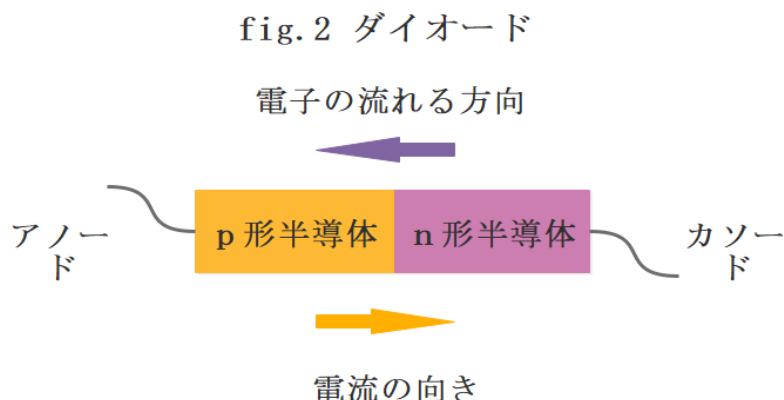 fig.2 ダイオード
電子の流れる方向
アノー
ド
p形半導体
n形半導体
カソー
ド
電流の向き